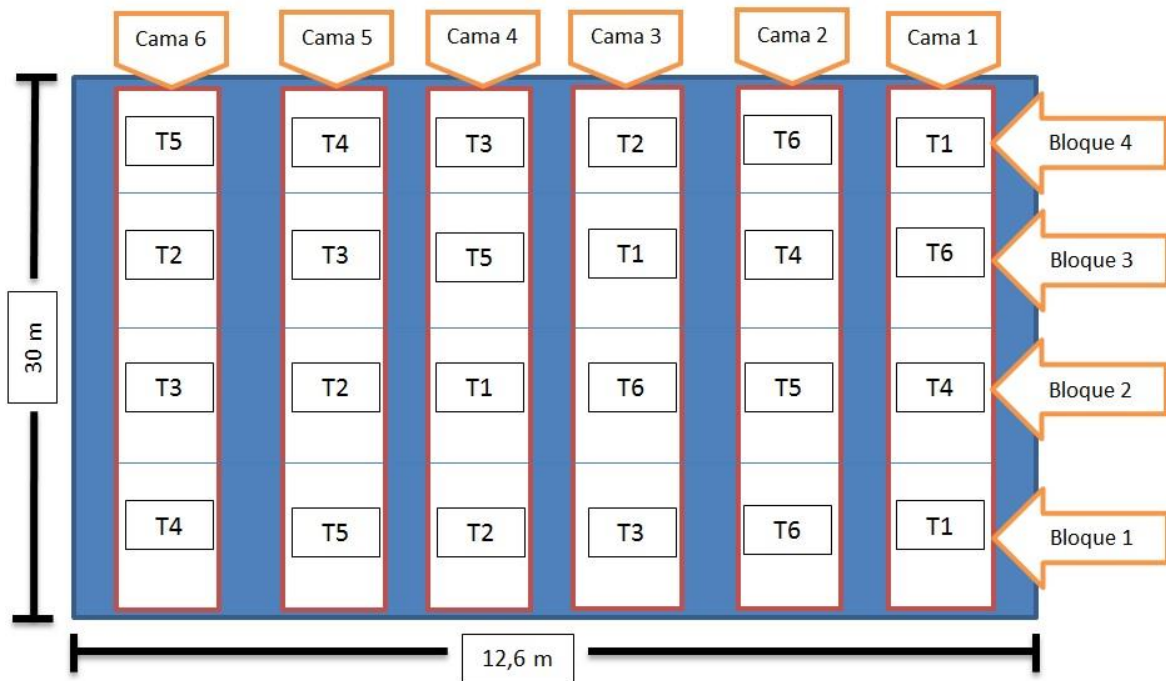 Cama 6
Cama 5
Cama 4
Cama 3
Cama 2
Cama 1
T5
T4
T3
T2
T6
T1
Bloque 4
T2
T3
T5
T1
T4
T6
Bloque 3
30 m
T3
T2
T1
T6
T5
T4
Bloque 2
T4
T5
T2
T3
T6
T1
Bloque 1
12,6 m